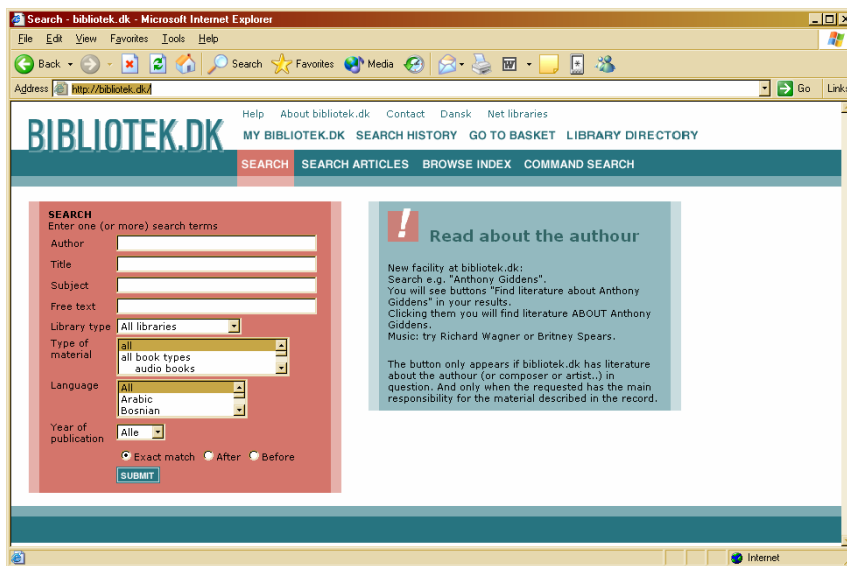 Search - bibliotek.dk - Microsoft Internet Explorer
File Edit View Favorites Tools Help
Back Search Favorites Media
Address http://bibliotek.dk/ Go Links
Help About bibliotek.dk Contact Dansk Net libraries
BIBLIOTEK.DK
MY BIBLIOTEK.DK SEARCH HISTORY GO TO BASKET LIBRARY DIRECTORY
SEARCH SEARCH ARTICLES BROWSE INDEX COMMAND SEARCH
SEARCH
Enter one (or more) search terms
Author
Title
Subject
Free text
Library type All libraries
Type of material
all
all book types
audio books
Language
All
Arabic
Bosnian
Year of publication
Alle
Exact match After Before
SUBMIT
! Read about the authour
New facility at bibliotek.dk:
Search e.g. "Anthony Giddens".
You will see buttons "Find literature about Anthony
Giddens" in your results.
Clicking them you will find literature ABOUT Anthony
Giddens.
Music: try Richard Wagner or Britney Spears.
The button only appears if bibliotek.dk has literature
about the authour (or composer or artist..) in
question. And only when the requested has the main
responsibility for the material described in the record.
Internet